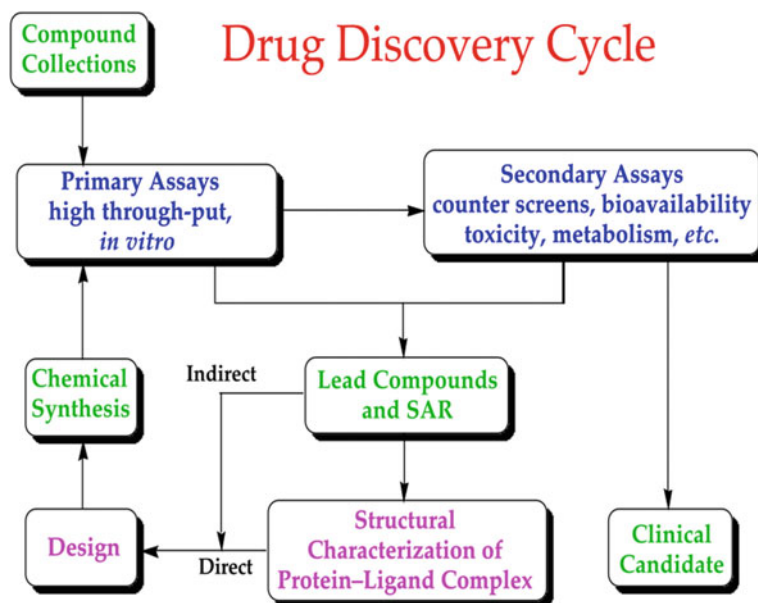 Drug Discovery Cycle
Compound
Collections
Primary Assays
high through-put,
in vitro
Secondary Assays
counter screens, bioavailability
toxicity, metabolism, etc.
Chemical
Synthesis
Indirect
Lead Compounds
and SAR
Design
Direct
Structural
Characterization of
Protein–Ligand Complex
Clinical
Candidate